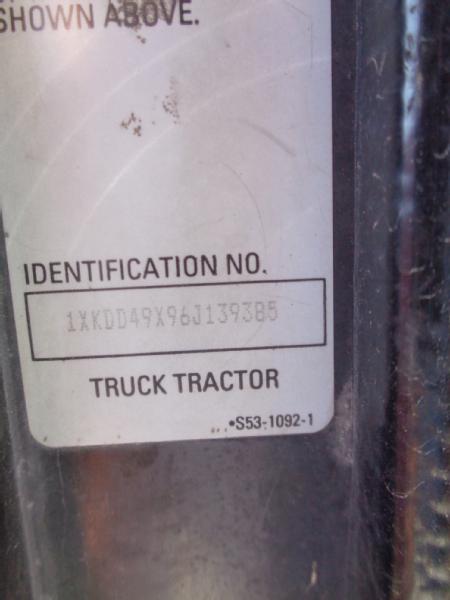 SHOWN ABOVE.
IDENTIFICATION NO.
1XKDD49X96J139385
TRUCK TRACTOR
•S53-1092-1